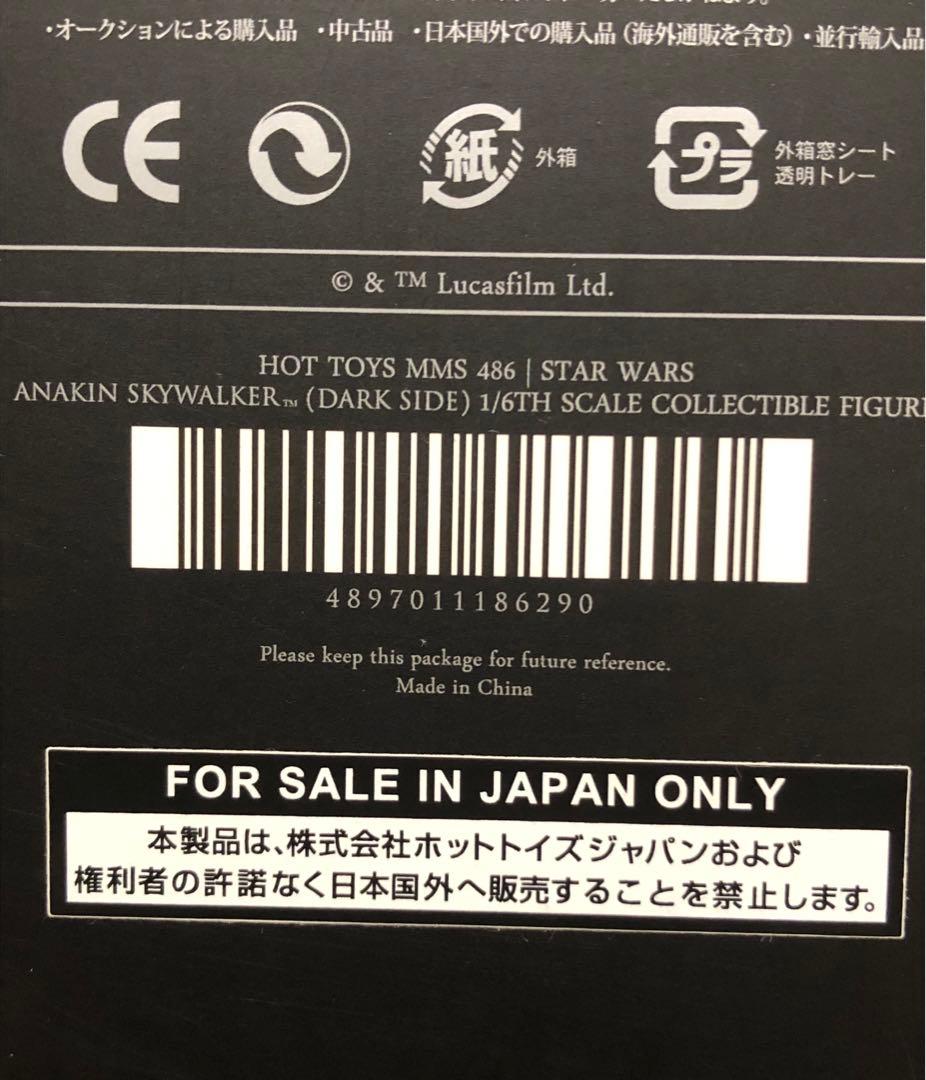 ・オークションによる購入品 ・中古品 ・日本国外での購入品（海外通販を含む）・並行輸入品
CE
紙 外箱
プラ 外箱窓シート
透明トレー
© & ™ Lucasfilm Ltd.
HOT TOYS MMS 486 | STAR WARS
ANAKIN SKYWALKER™ (DARK SIDE) 1/6TH SCALE COLLECTIBLE FIGUR
4897011186290
Please keep this package for future reference.
Made in China
FOR SALE IN JAPAN ONLY
本製品は、株式会社ホットトイズジャパンおよび
権利者の許諾なく日本国外へ販売することを禁止します。